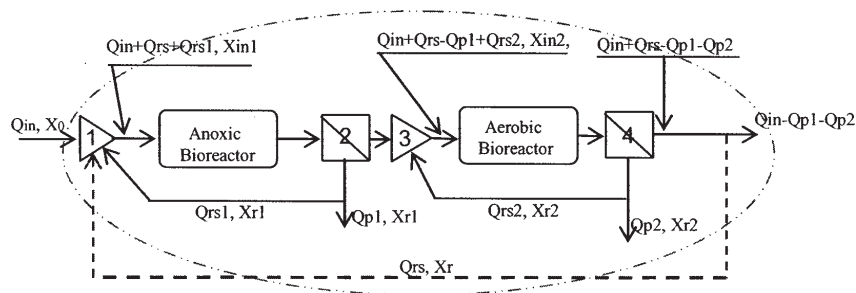 Qin+Qrs+Qrs1, Xin1
Qin+Qrs-Qp1+Qrs2, Xin2,
Qin+Qrs-Qp1-Qp2
Qin, X0
1
Anoxic
Bioreactor
2
3
Aerobic
Bioreactor
4
Qin-Qp1-Qp2
Qrs1, Xr1
Qp1, Xr1
Qrs2, Xr2
Qp2, Xr2
Qrs, Xr